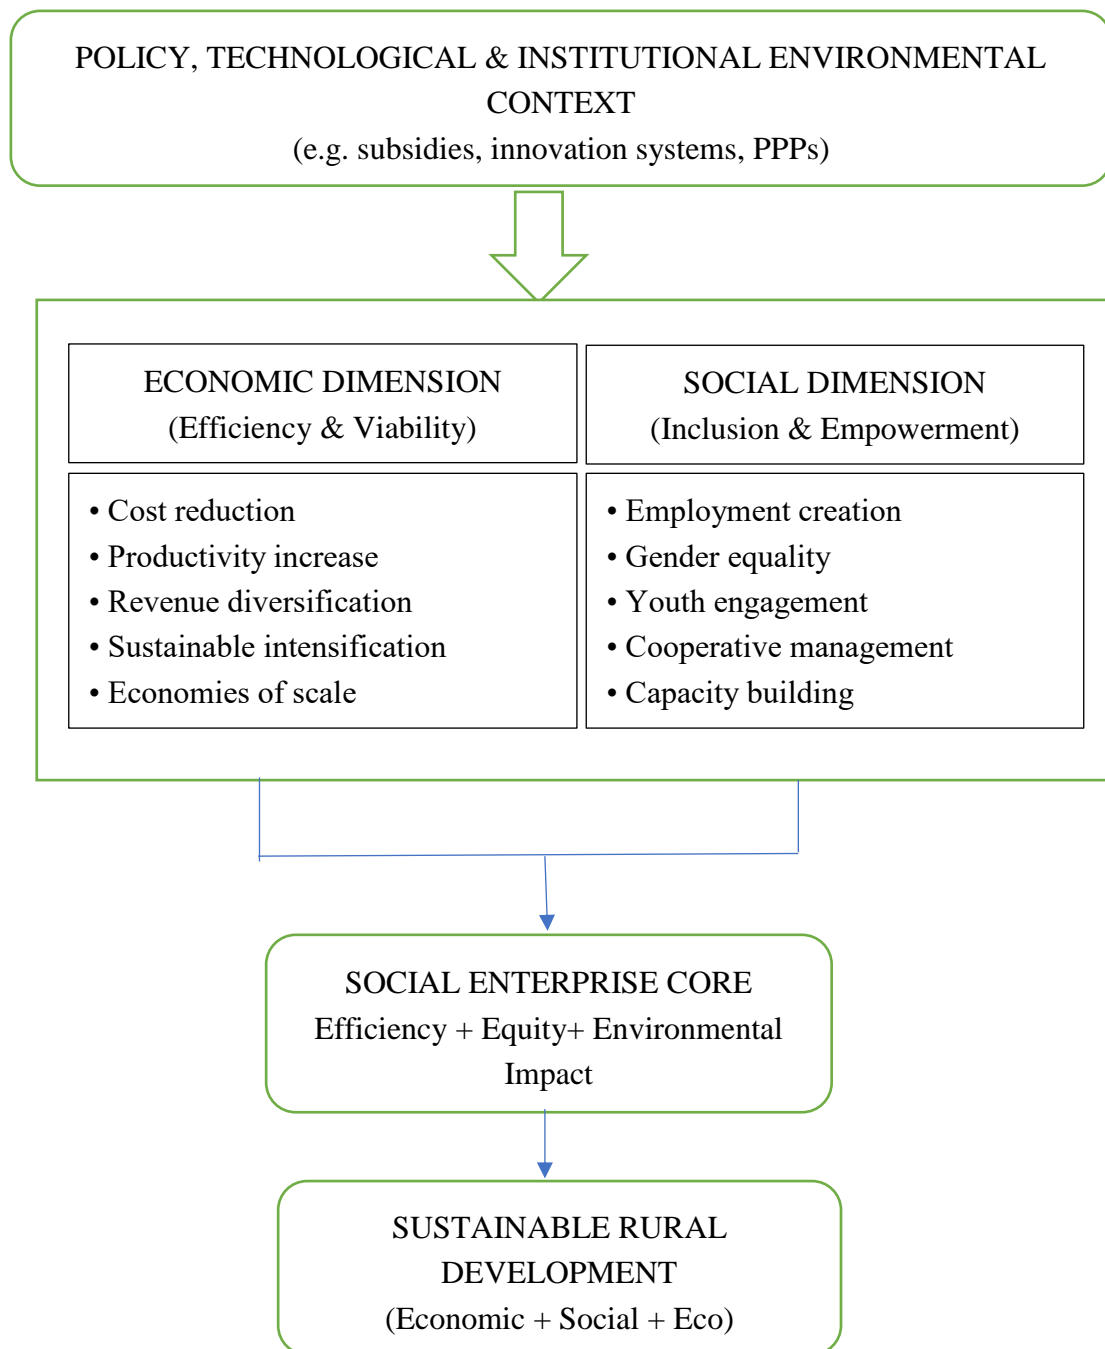 POLICY, TECHNOLOGICAL & INSTITUTIONAL ENVIRONMENTAL
CONTEXT
(e.g. subsidies, innovation systems, PPPs)
ECONOMIC DIMENSION
(Efficiency & Viability)
• Cost reduction
• Productivity increase
• Revenue diversification
• Sustainable intensification
• Economies of scale
SOCIAL DIMENSION
(Inclusion & Empowerment)
• Employment creation
• Gender equality
• Youth engagement
• Cooperative management
• Capacity building
SOCIAL ENTERPRISE CORE
Efficiency + Equity+ Environmental
Impact
SUSTAINABLE RURAL
DEVELOPMENT
(Economic + Social + Eco)